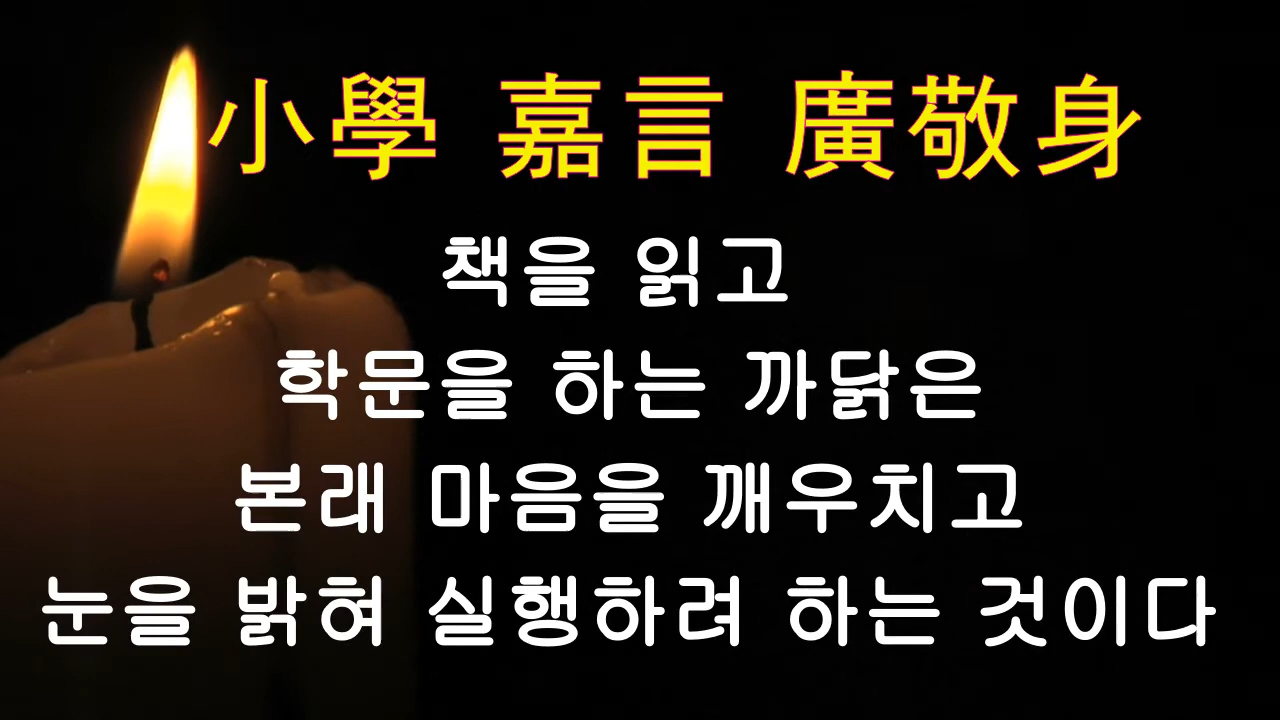 小學 嘉言 廣敬身
책을 읽고
학문을 하는 까닭은
본래 마음을 깨우치고
눈을 밝혀 실행하려 하는 것이다